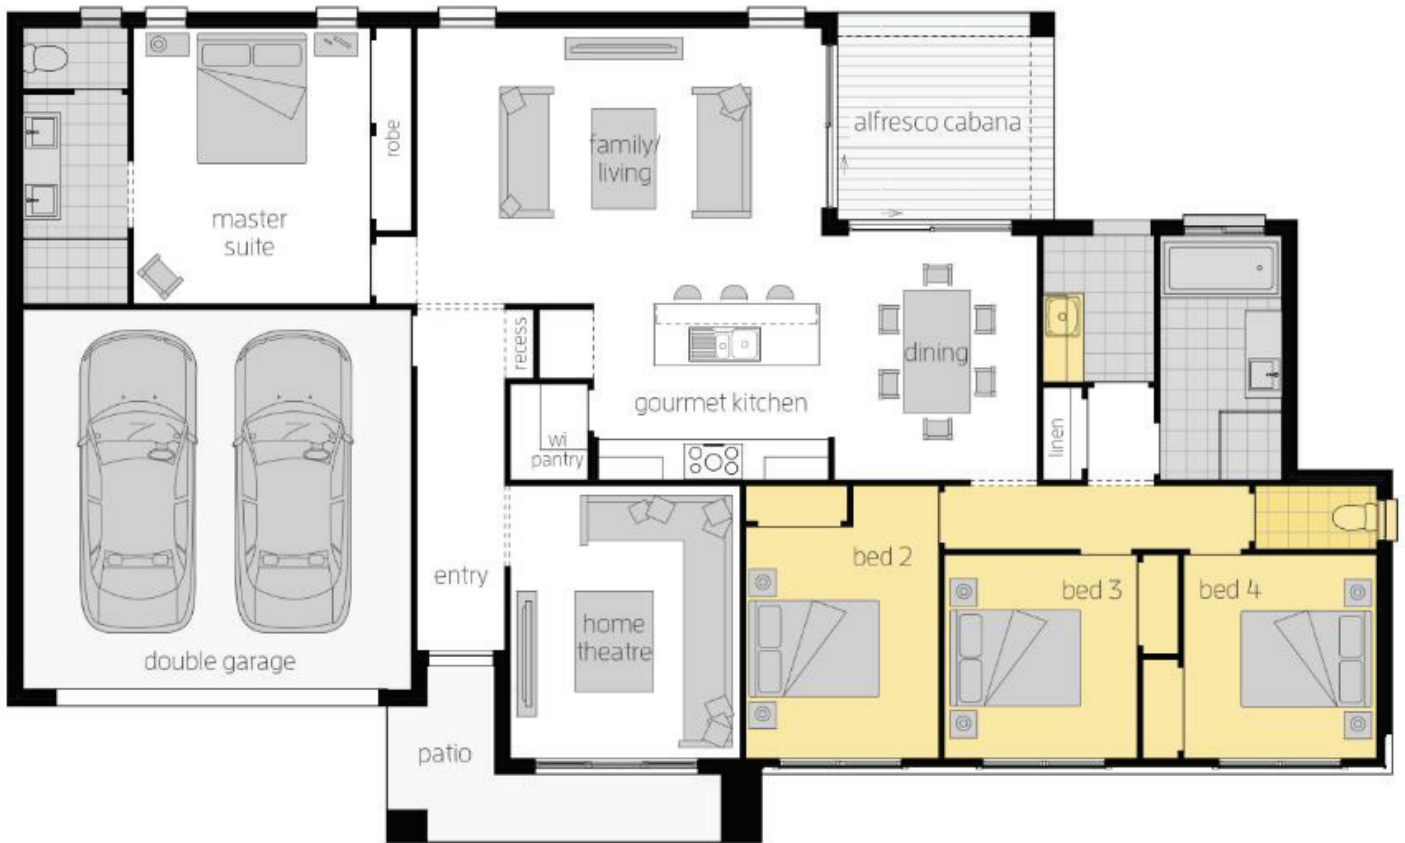 alfresco cabana
family/
living
robe
master
suite
recess
dining
gourmet kitchen
linen
wi
pantry
bed 2
entry
bed 3
bed 4
home
theatre
double garage
patio